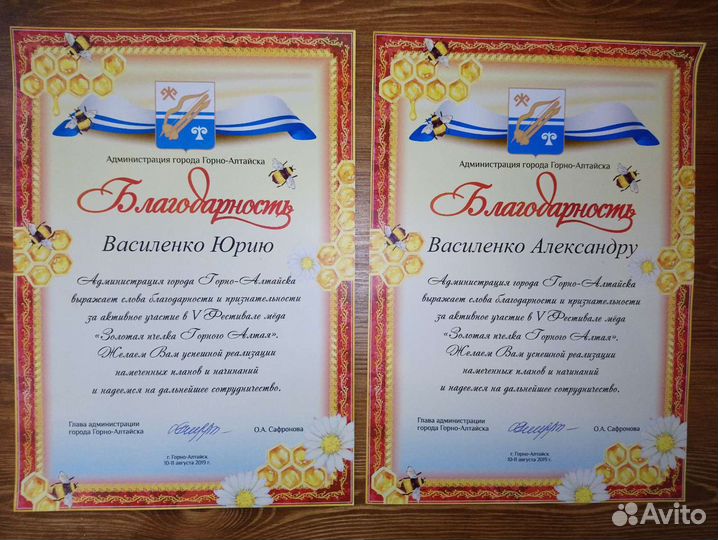 Администрация города Горно-Алтайска
Благодарность
Василенко Юрию
Администрация города Горно-Алтайска
выражает слова благодарности и признательности
за активное участие в V Фестивале мёда
«Золотая пчелка Горного Алтая».
Желаем Вам успешной реализации
намеченных планов и начинаний
и надеемся на дальнейшее сотрудничество.
Глава администрации
города Горно-Алтайска
О.А. Сафронова
г. Горно-Алтайск
10-11 августа 2019 г.
Администрация города Горно-Алтайска
Благодарность
Василенко Александру
Администрация города Горно-Алтайска
выражает слова благодарности и признательности
за активное участие в V Фестивале мёда
«Золотая пчелка Горного Алтая».
Желаем Вам успешной реализации
намеченных планов и начинаний
и надеемся на дальнейшее сотрудничество.
Глава администрации
города Горно-Алтайска
О.А. Сафронова
г. Горно-Алтайск
10-11 августа 2019 г.
Avito